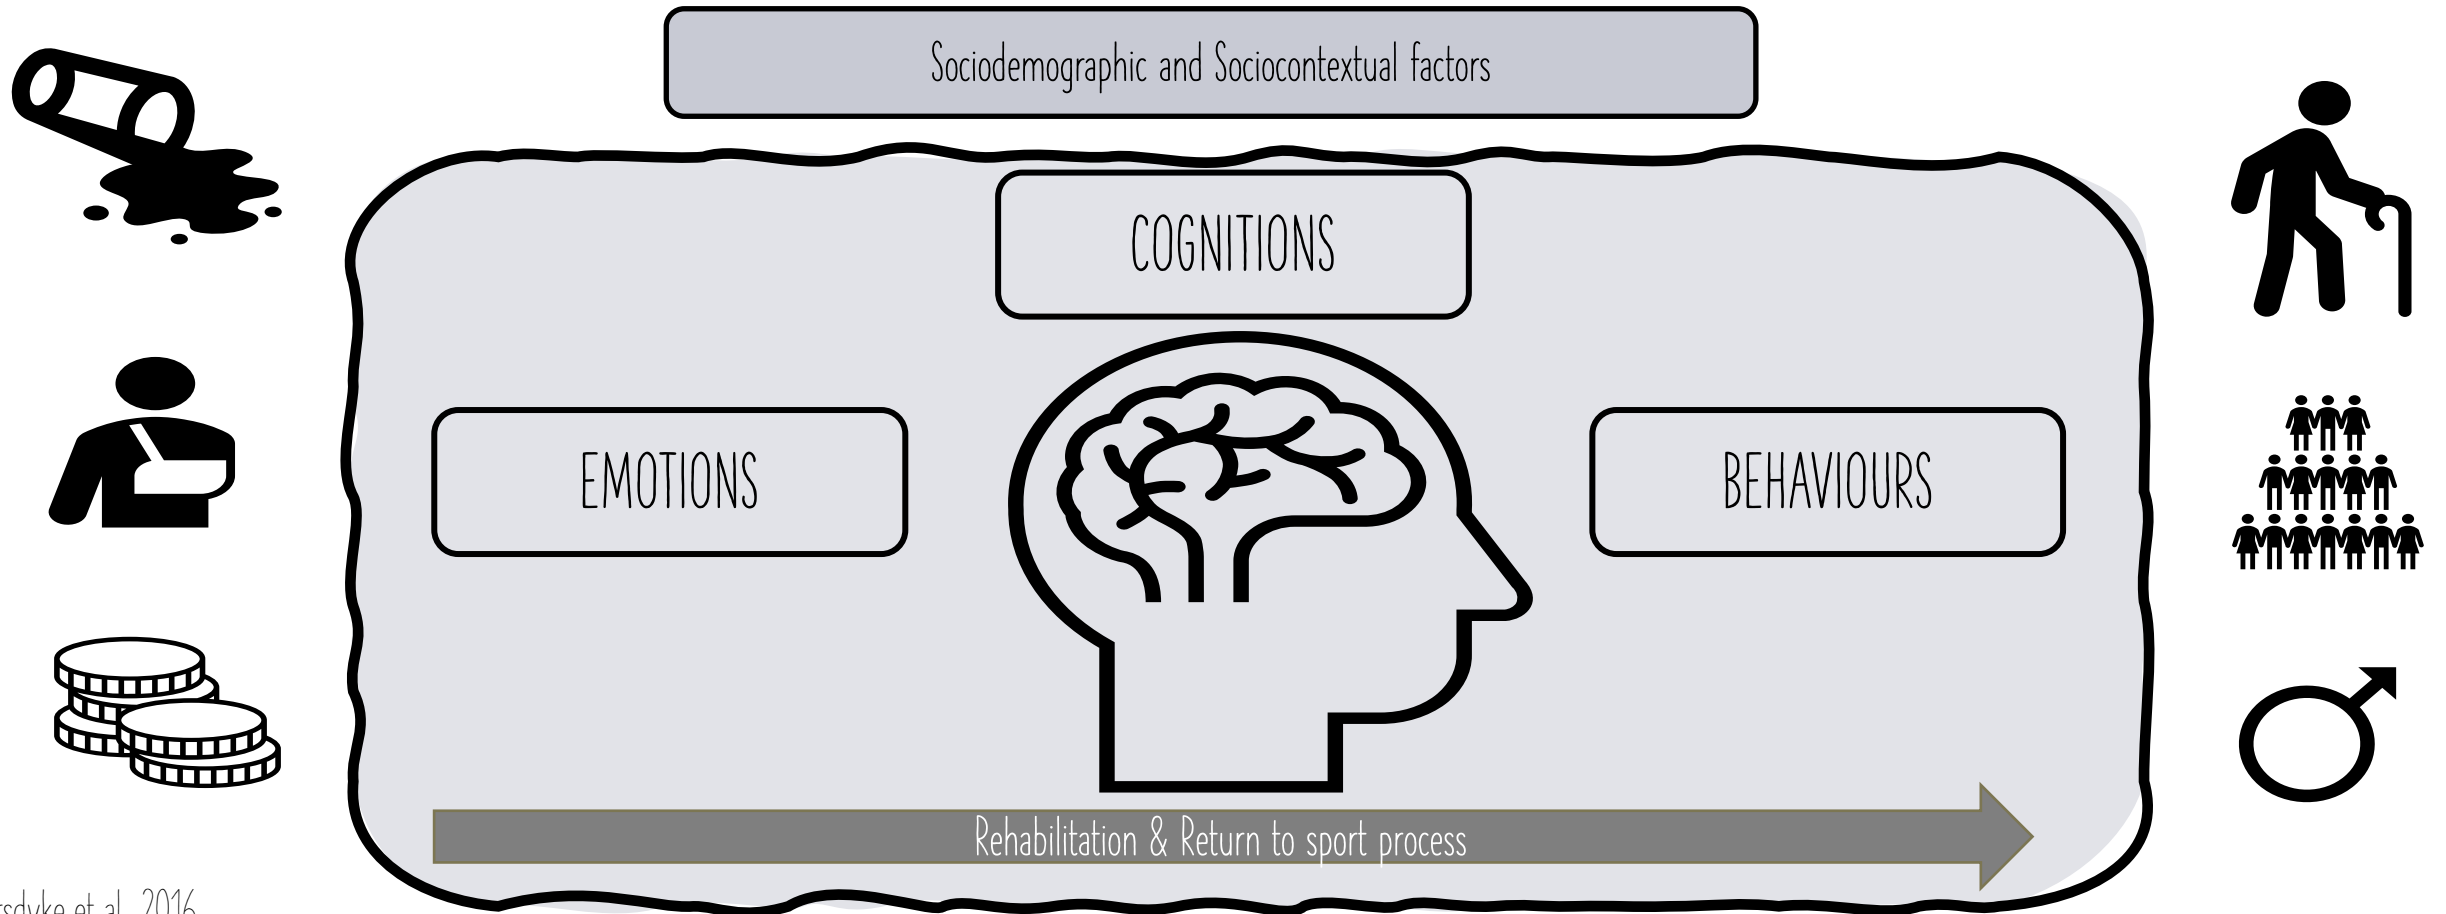 Sociodemographic and Sociocontextual factors
COGNITIONS
EMOTIONS
BEHAVIOURS
Rehabilitation & Return to sport process
et al., 2016